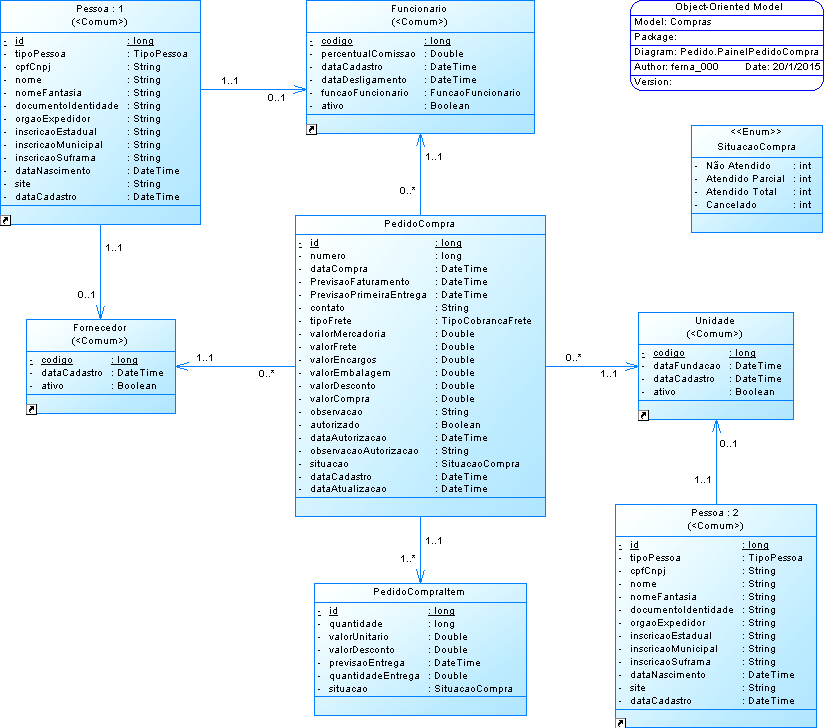 Pessoa : 1
(<Comum>)
- id : long
- tipoPessoa : TipoPessoa
- cpfCnpj : String
- nome : String
- nomeFantasia : String
- documentoIdentidade : String
- orgaoExpedidor : String
- inscricaoEstadual : String
- inscricaoMunicipal : String
- inscricaoSuframa : String
- dataNascimento : DateTime
- site : String
- dataCadastro : DateTime
1..1
0..1
Funcionario
(<Comum>)
- codigo : long
- percentualComissao : Double
- dataCadastro : DateTime
- dataDesligamento : DateTime
- funcaoFuncionario : FuncaoFuncionario
- ativo : Boolean
Object-Oriented Model
Model: Compras
Package:
Diagram: Pedido.PainelPedidoCompra
Author: ferna_000 Date: 20/1/2015
Version:
<<Enum>>
SituacaoCompra
- Não Atendido : int
- Atendido Parcial : int
- Atendido Total : int
- Cancelado : int
1..1
0..*
1..1
0..1
PedidoCompra
- id : long
- numero : long
- dataCompra : DateTime
- PrevisaoFaturamento : DateTime
- PrevisaoPrimeiraEntrega : DateTime
- contato : String
- tipoFrete : TipoCobrancaFrete
- valorMercadoria : Double
- valorFrete : Double
- valorEncargos : Double
- valorEmbalagem : Double
- valorDesconto : Double
- valorCompra : Double
- observacao : String
- autorizado : Boolean
- dataAutorizacao : DateTime
- observacaoAutorizacao : String
- situacao : SituacaoCompra
- dataCadastro : DateTime
- dataAtualizacao : DateTime
Fornecedor
(<Comum>)
- codigo : long
- dataCadastro : DateTime
- ativo : Boolean
1..1
0..*
0..*
1..1
Unidade
(<Comum>)
- codigo : long
- dataFundacao : DateTime
- dataCadastro : DateTime
- ativo : Boolean
0..1
1..1
1..1
1..*
PedidoCompraItem
- id : long
- quantidade : long
- valorUnitario : Double
- valorDesconto : Double
- previsaoEntrega : DateTime
- quantidadeEntrega : Double
- situacao : SituacaoCompra
Pessoa : 2
(<Comum>)
- id : long
- tipoPessoa : TipoPessoa
- cpfCnpj : String
- nome : String
- nomeFantasia : String
- documentoIdentidade : String
- orgaoExpedidor : String
- inscricaoEstadual : String
- inscricaoMunicipal : String
- inscricaoSuframa : String
- dataNascimento : DateTime
- site : String
- dataCadastro : DateTime